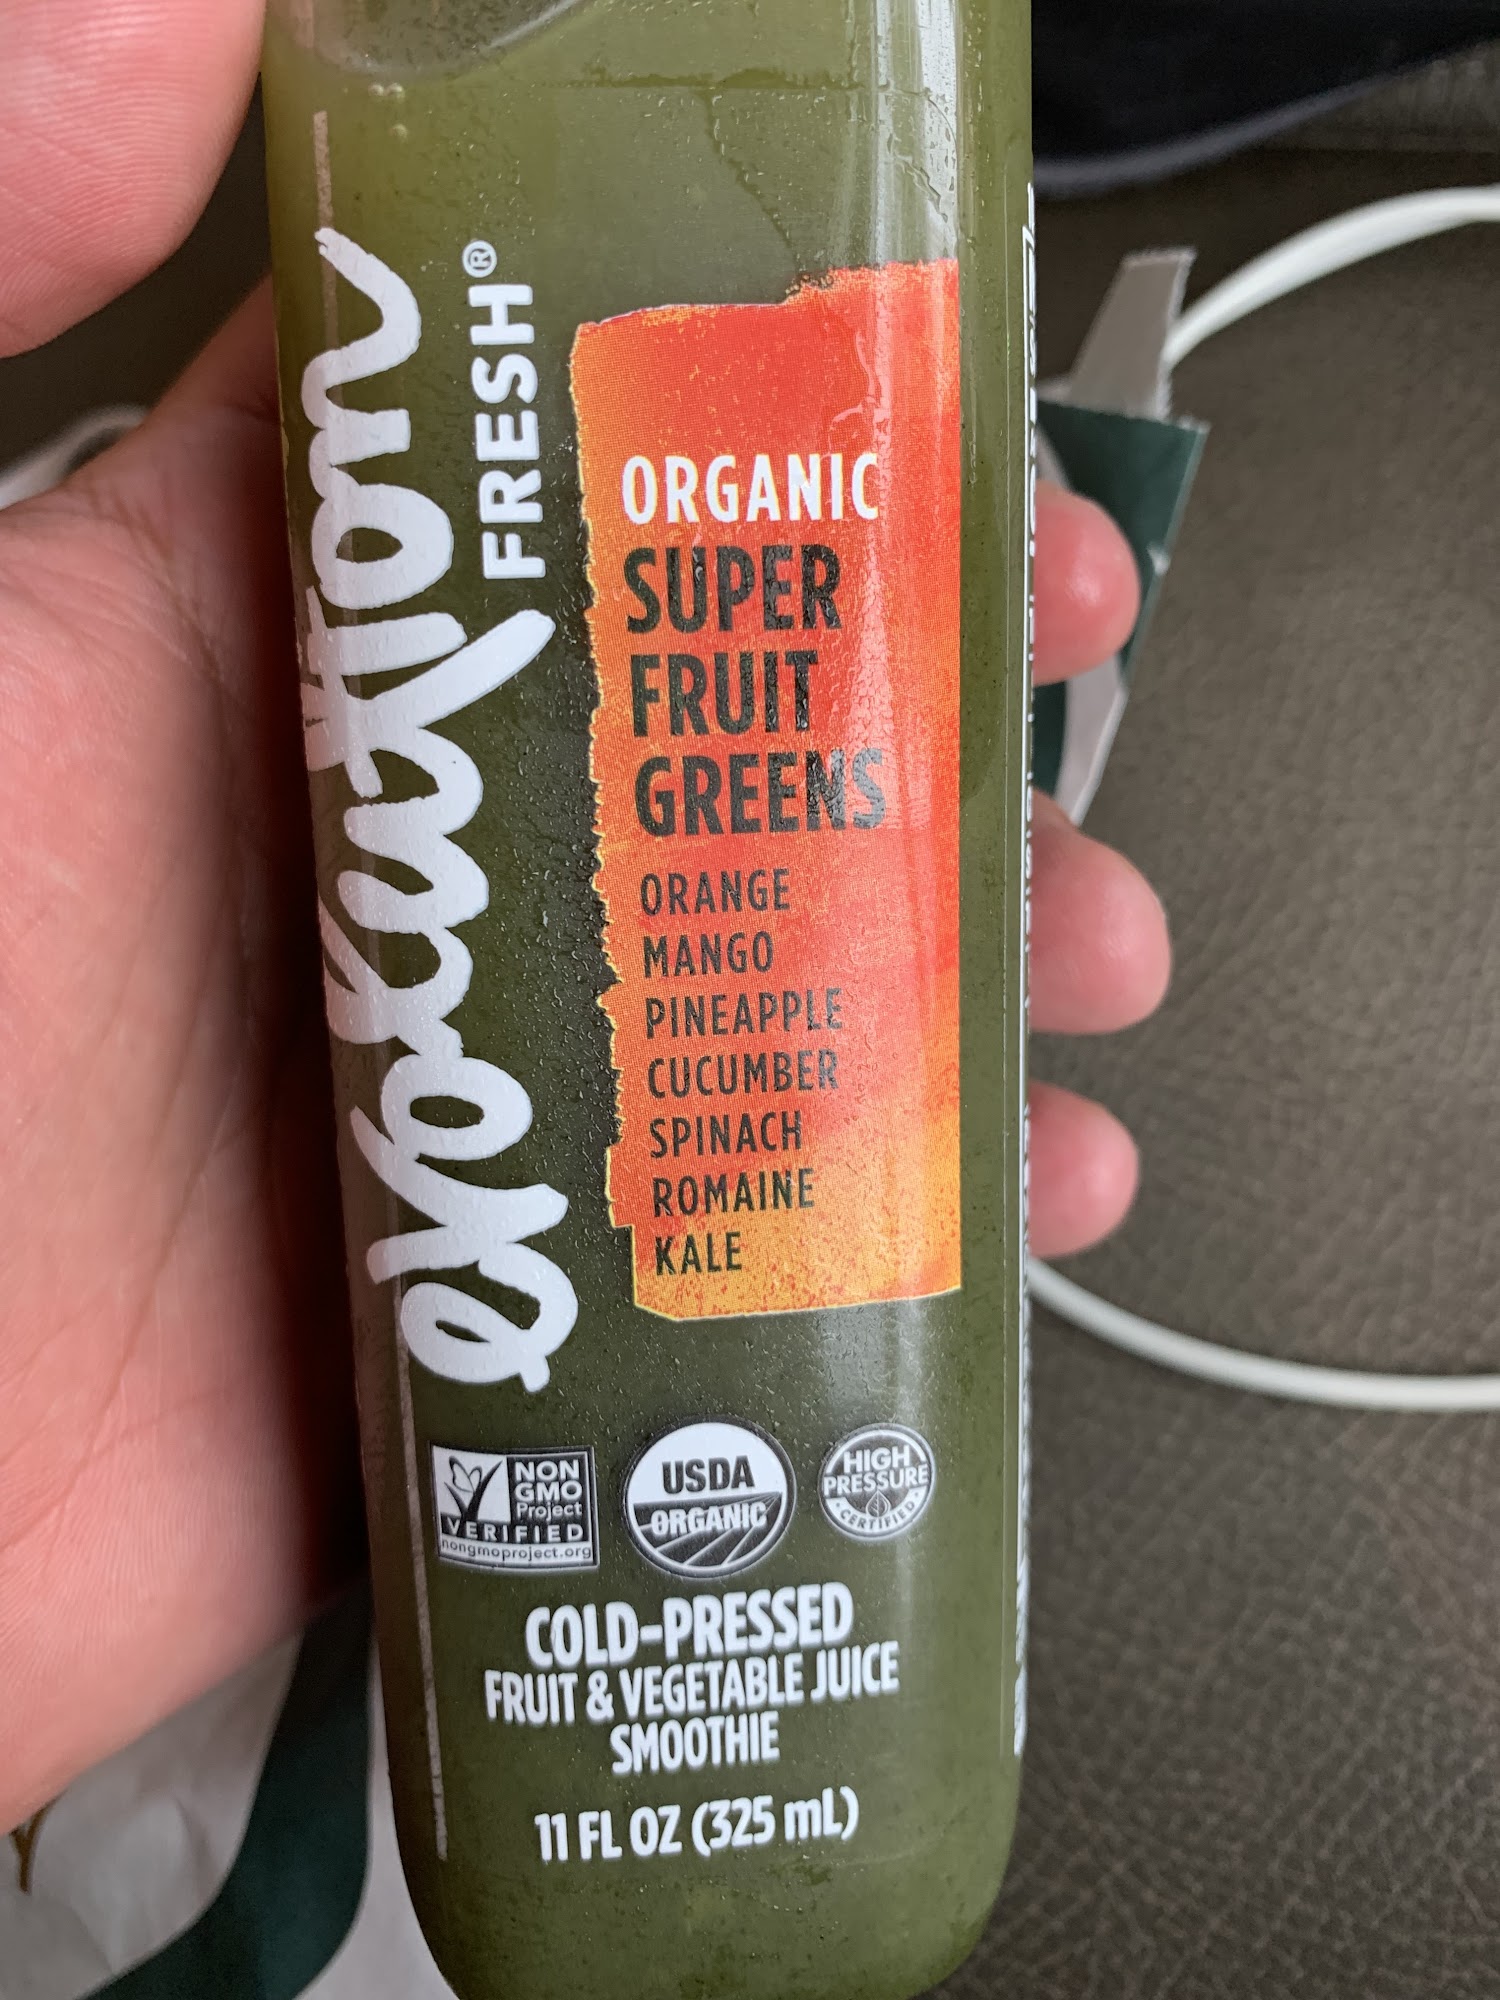 evolution
FRESH®
ORGANIC
SUPER
FRUIT
GREENS
ORANGE
MANGO
PINEAPPLE
CUCUMBER
SPINACH
ROMAINE
KALE
NON
GMO
Project
VERIFIED
nongmoproject.org
USDA
ORGANIC
HIGH
PRESSURE
CERTIFIED
COLD-PRESSED
FRUIT & VEGETABLE JUICE
SMOOTHIE
11 FL OZ (325 mL)